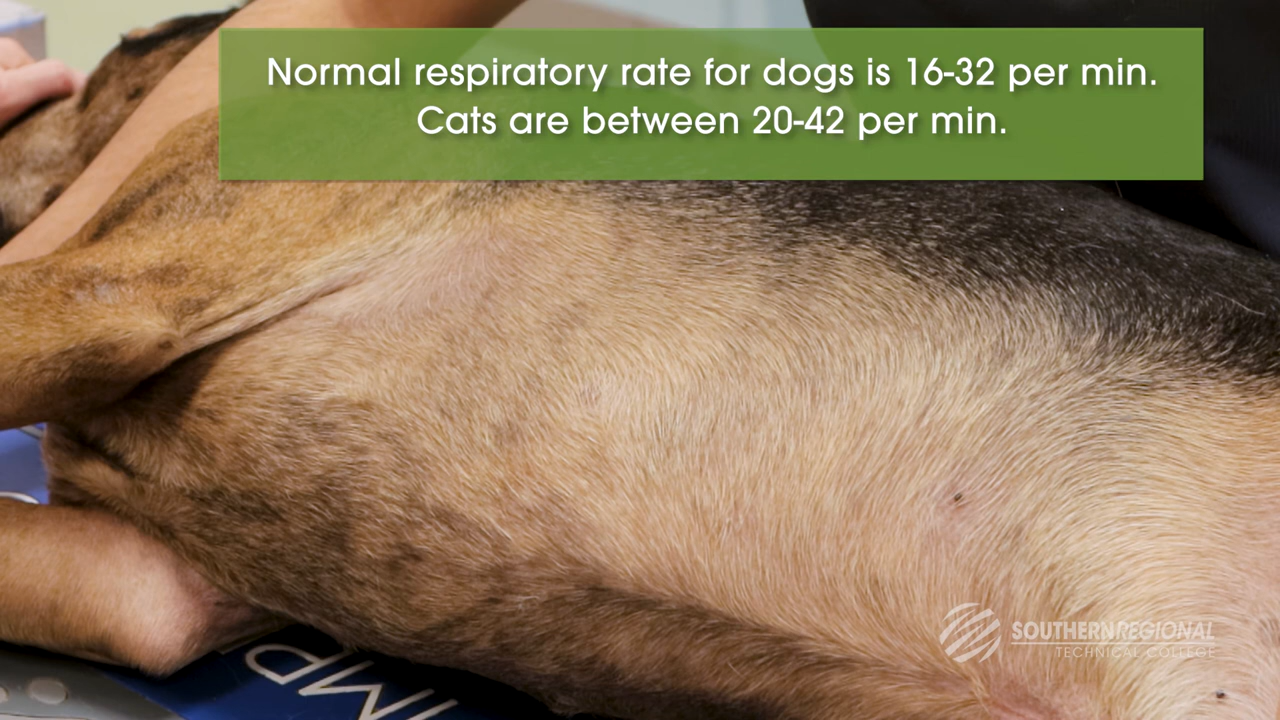 Normal respiratory rate for dogs is 16-32 per min.
Cats are between 20-42 per min.
SOUTHERNREGIONAL
TECHNICAL COLLEGE
IMP